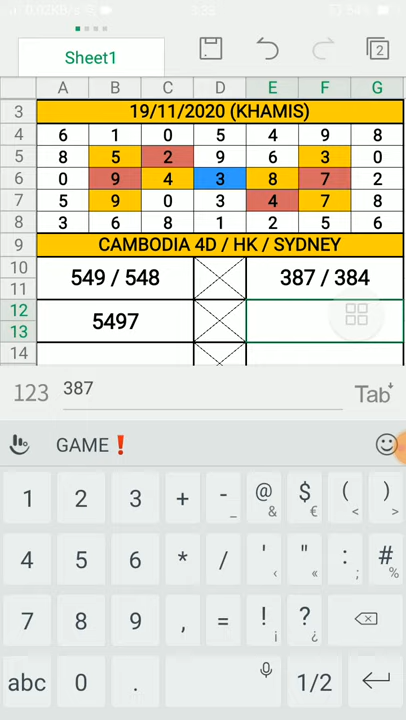 3:33
Sheet1
2
A B C D E F G
3 19/11/2020 (KHAMIS)
4 6 1 0 5 4 9 8
5 8 5 2 9 6 3 0
6 0 9 4 3 8 7 2
7 5 9 0 3 4 7 8
8 3 6 8 1 2 5 6
9 CAMBODIA 4D / HK / SYDNEY
10 549 / 548 387 / 384
11
12 5497
13
14
123 387 Tab
GAME❗
1 2 3 + - _ @ & $ € ( < ) >
4 5 6 * / ' ‹ " « : ; # %
7 8 9 , = ! ¡ ? ¿
abc 0 . 1/2